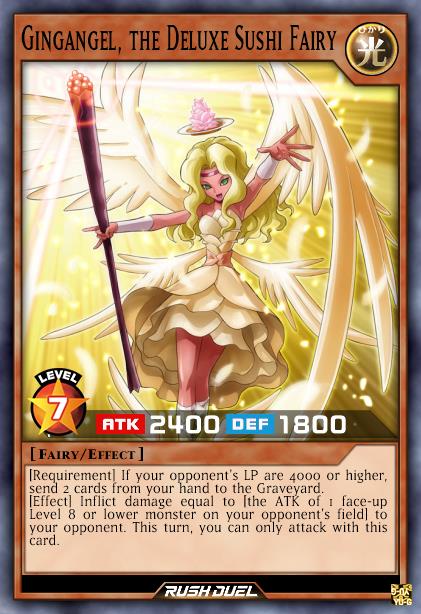 GINGANGEL, THE DELUXE SUSHI FAIRY
ひかり
光
LEVEL
7
ATK 2400 DEF 1800
[FAIRY/EFFECT]
[Requirement] If your opponent's LP are 4000 or higher,
send 2 cards from your hand to the Graveyard.
[Effect] Inflict damage equal to [the ATK of 1 face-up
Level 8 or lower monster on your opponent's field] to
your opponent. This turn, you can only attack with this
card.
RUSH DUEL